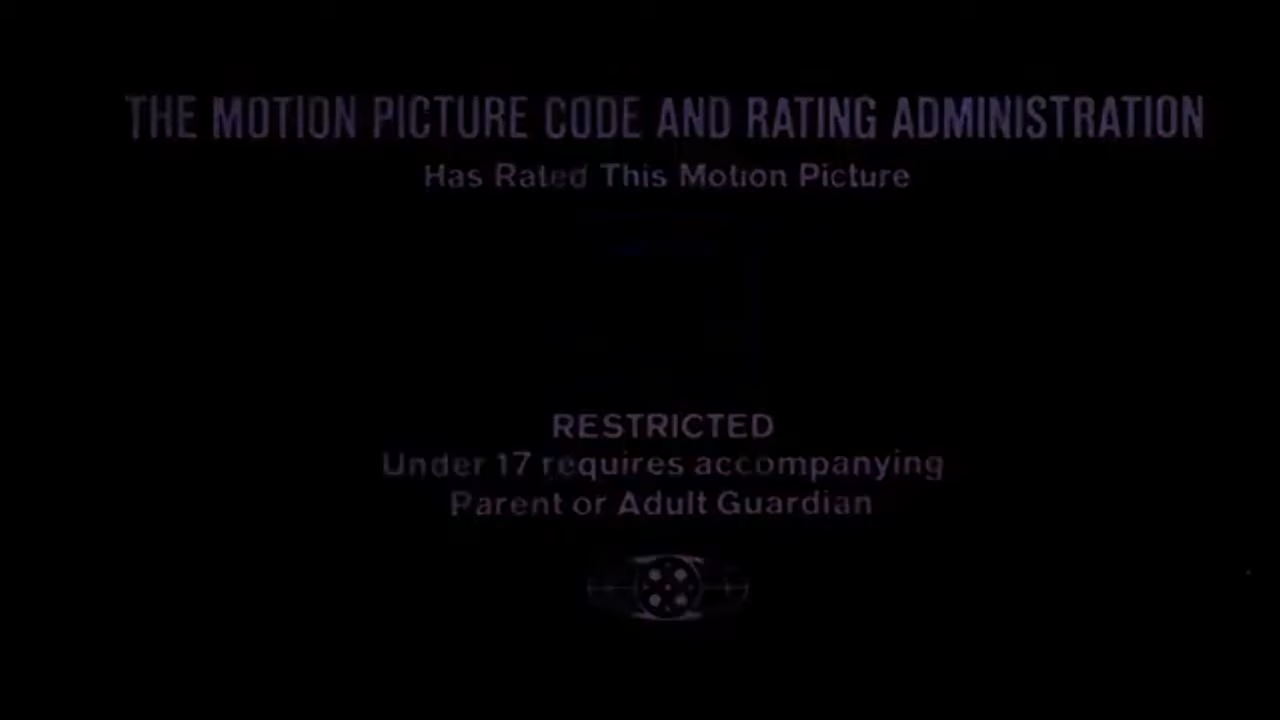 THE MOTION PICTURE CODE AND RATING ADMINISTRATION
Has Rated This Motion Picture
RESTRICTED
Under 17 requires accompanying
Parent or Adult Guardian